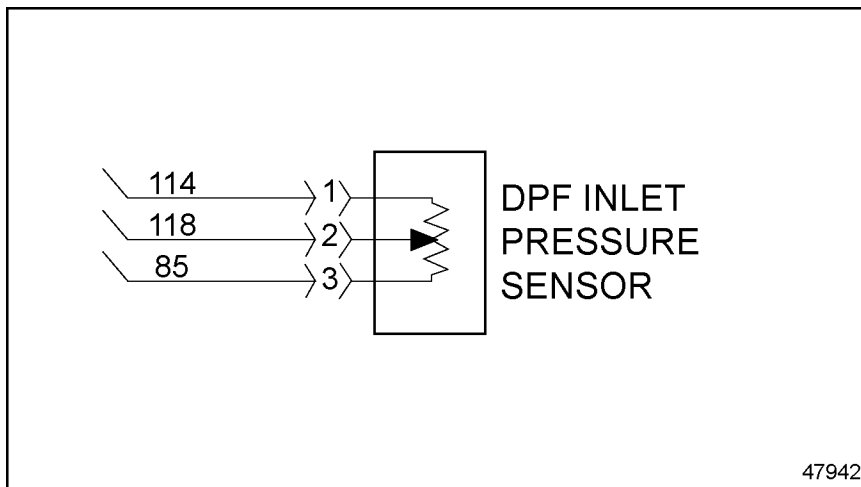 114 1 DPF INLET
118 2 PRESSURE
85 3 SENSOR
47942